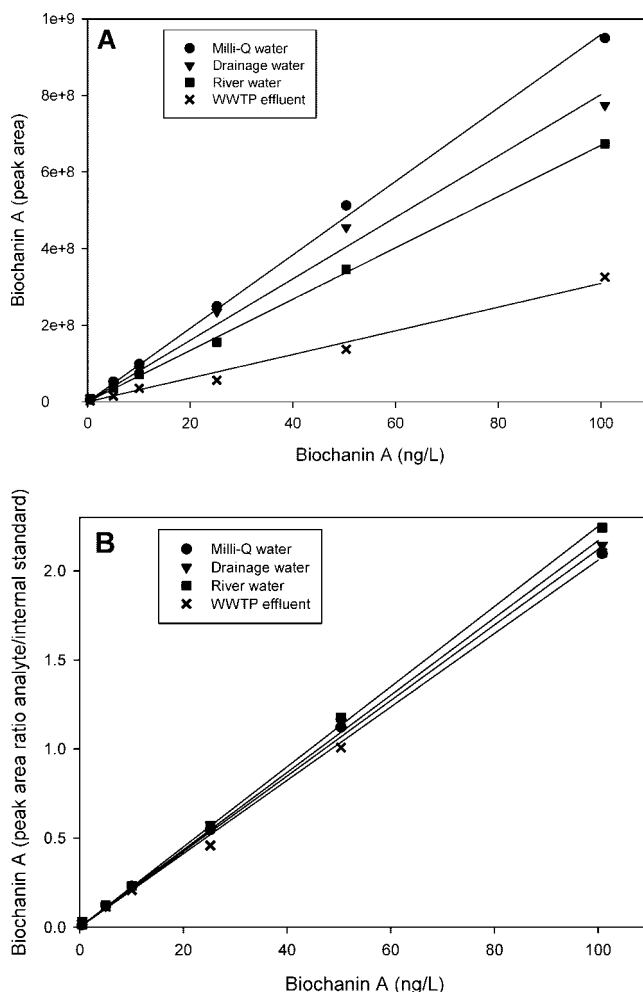 A
Milli-Q water
Drainage water
River water
WWTP effluent
1e+9
8e+8
6e+8
4e+8
2e+8
0
Biochanin A (peak area)
0 20 40 60 80 100
Biochanin A (ng/L)
B
Milli-Q water
Drainage water
River water
WWTP effluent
2.0
1.5
1.0
0.5
0.0
Biochanin A (peak area ratio analyte/internal standard)
0 20 40 60 80 100
Biochanin A (ng/L)